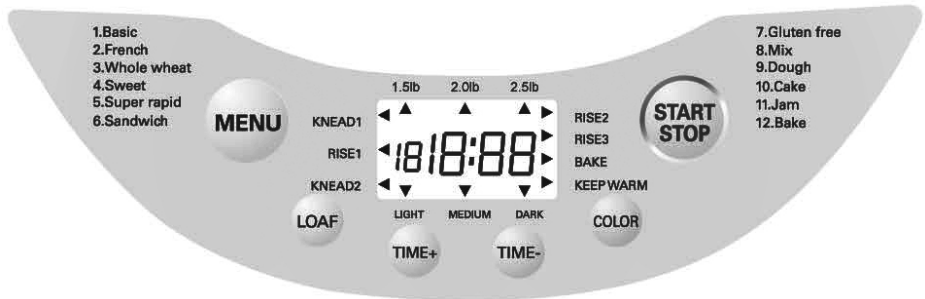 1.Basic
2.French
3.Whole wheat
4.Sweet
5.Super rapid
6.Sandwich
MENU
1.5lb 2.0lb 2.5lb
KNEAD1
RISE1
KNEAD2
18 18:88
RISE2
RISE3
BAKE
KEEP WARM
LIGHT MEDIUM DARK
LOAF
TIME+
TIME-
COLOR
START
STOP
7.Gluten free
8.Mix
9.Dough
10.Cake
11.Jam
12.Bake